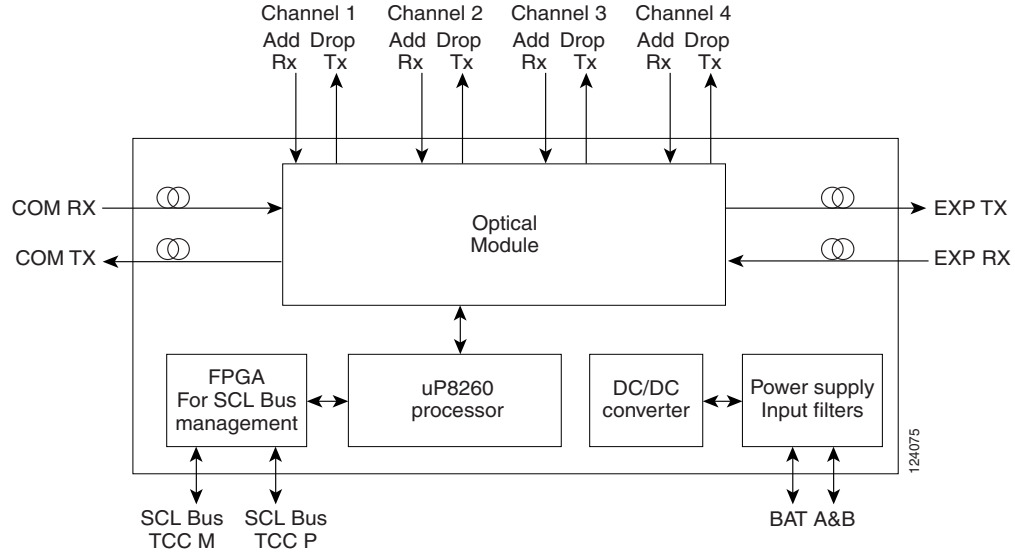 Channel 1
Channel 2
Channel 3
Channel 4
Add Drop
Add Drop
Add Drop
Add Drop
Rx Tx
Rx Tx
Rx Tx
Rx Tx
COM RX
COM TX
Optical
Module
EXP TX
EXP RX
FPGA
For SCL Bus
management
uP8260
processor
DC/DC
converter
Power supply
Input filters
124075
SCL Bus
TCC M
SCL Bus
TCC P
BAT A&B